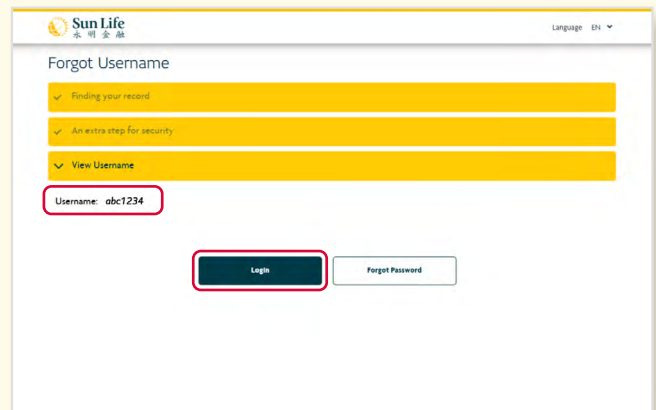 Sun Life
永明金融
Language EN
Forgot Username
Finding your record
An extra step for security
View Username
Username: abc1234
Login Forgot Password